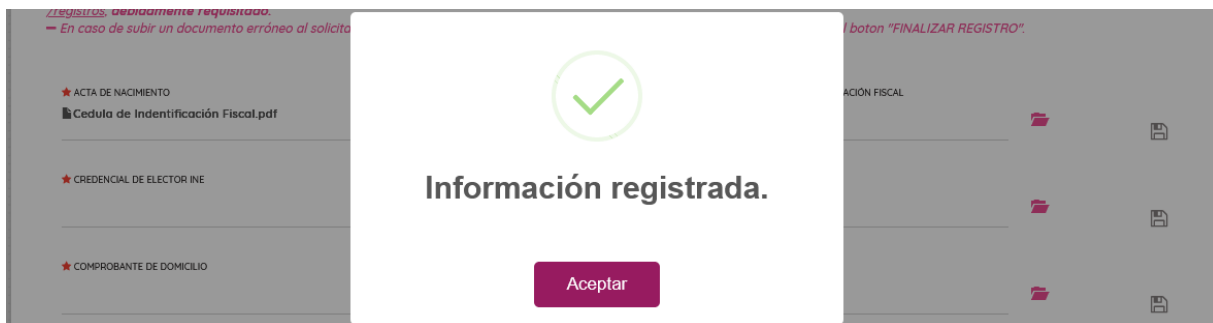 /registros, debidamente requisitado.
— En caso de subir un documento erróneo al solicita
l boton "FINALIZAR REGISTRO".
★ ACTA DE NACIMIENTO
ACIÓN FISCAL
Cedula de Indentificación Fiscal.pdf
★ CREDENCIAL DE ELECTOR INE
Información registrada.
★ COMPROBANTE DE DOMICILIO
Aceptar